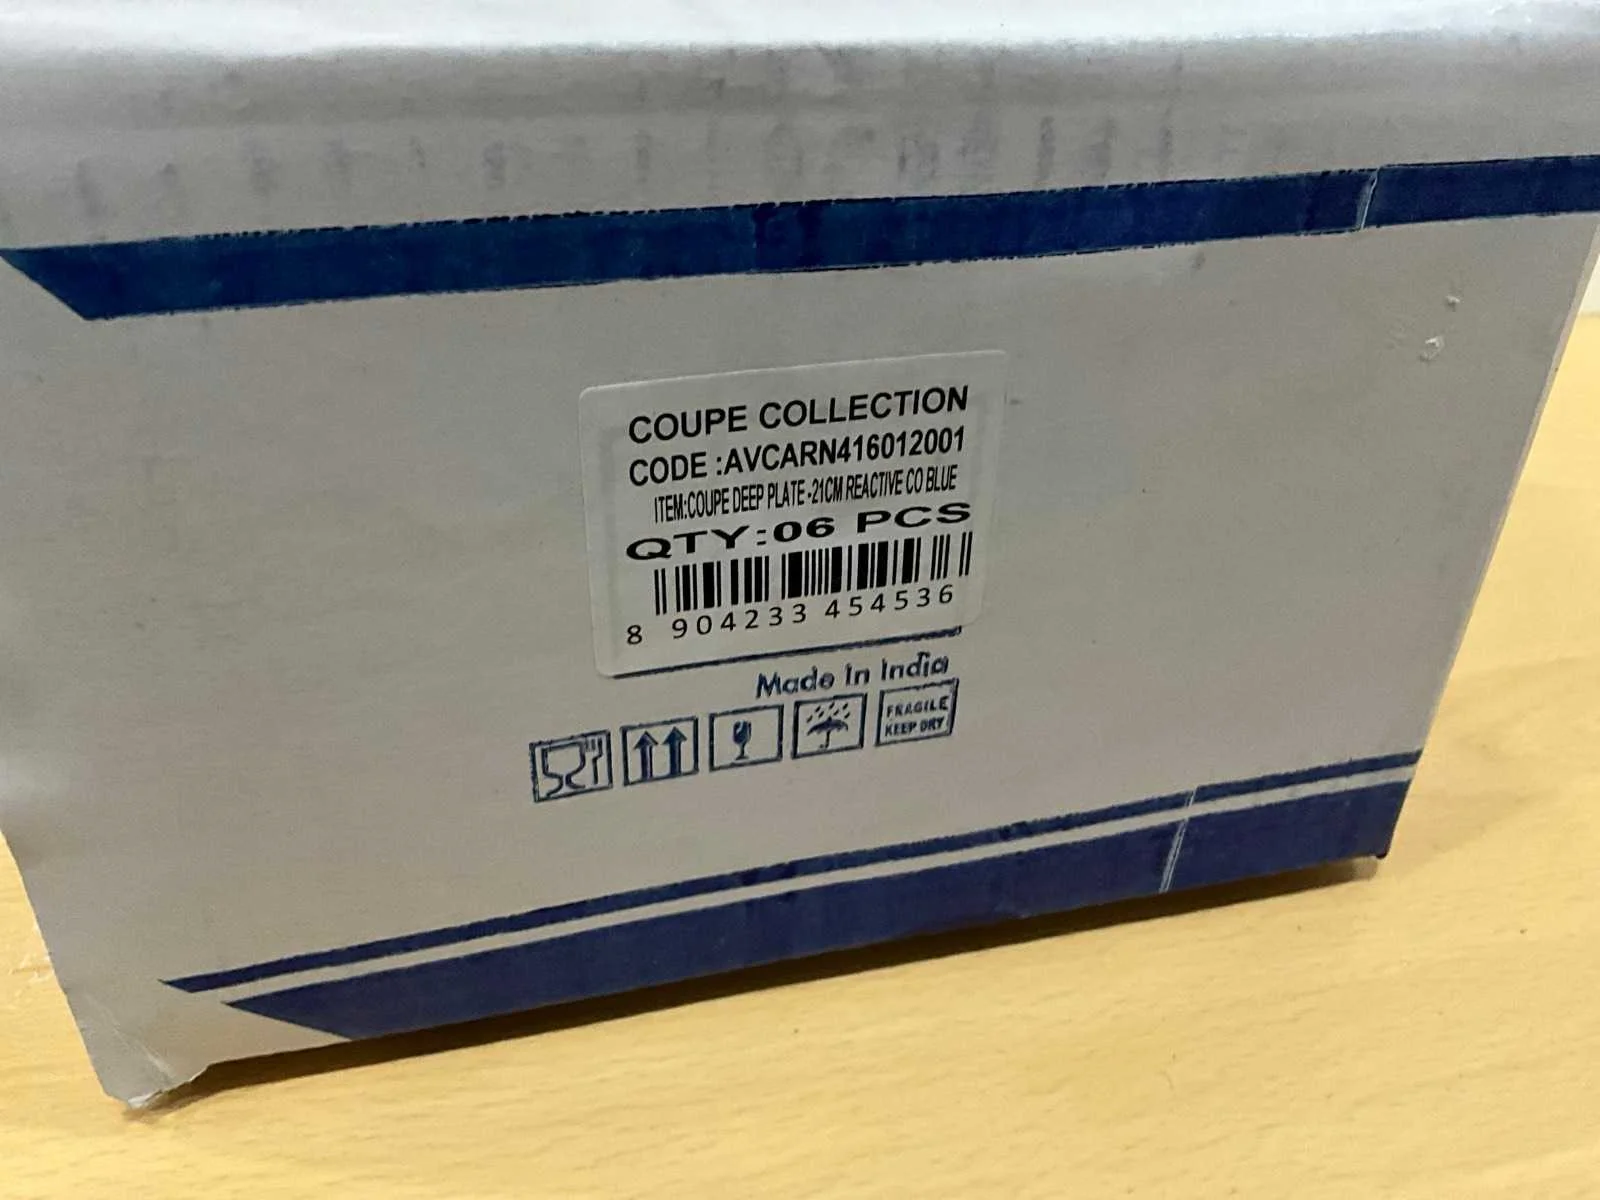 COUPE COLLECTION
CODE :AVCARN416012001
ITEM:COUPE DEEP PLATE -21CM REACTIVE CO BLUE
QTY:06 PCS
8 904233 454536
Made In India
FRAGILE
KEEP DRY